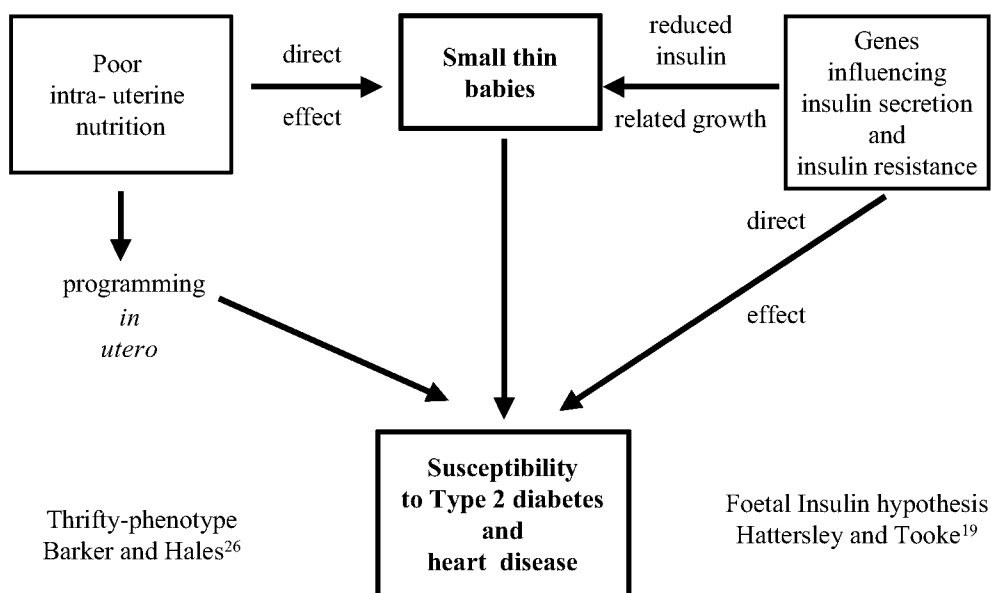 Poor
intra- uterine
nutrition
direct
effect
Small thin
babies
reduced
insulin
related growth
Genes
influencing
insulin secretion
and
insulin resistance
programming
in
utero
direct
effect
Susceptibility
to Type 2 diabetes
and
heart disease
Thrifty-phenotype
Barker and Hales26
Foetal Insulin hypothesis
Hattersley and Tooke19